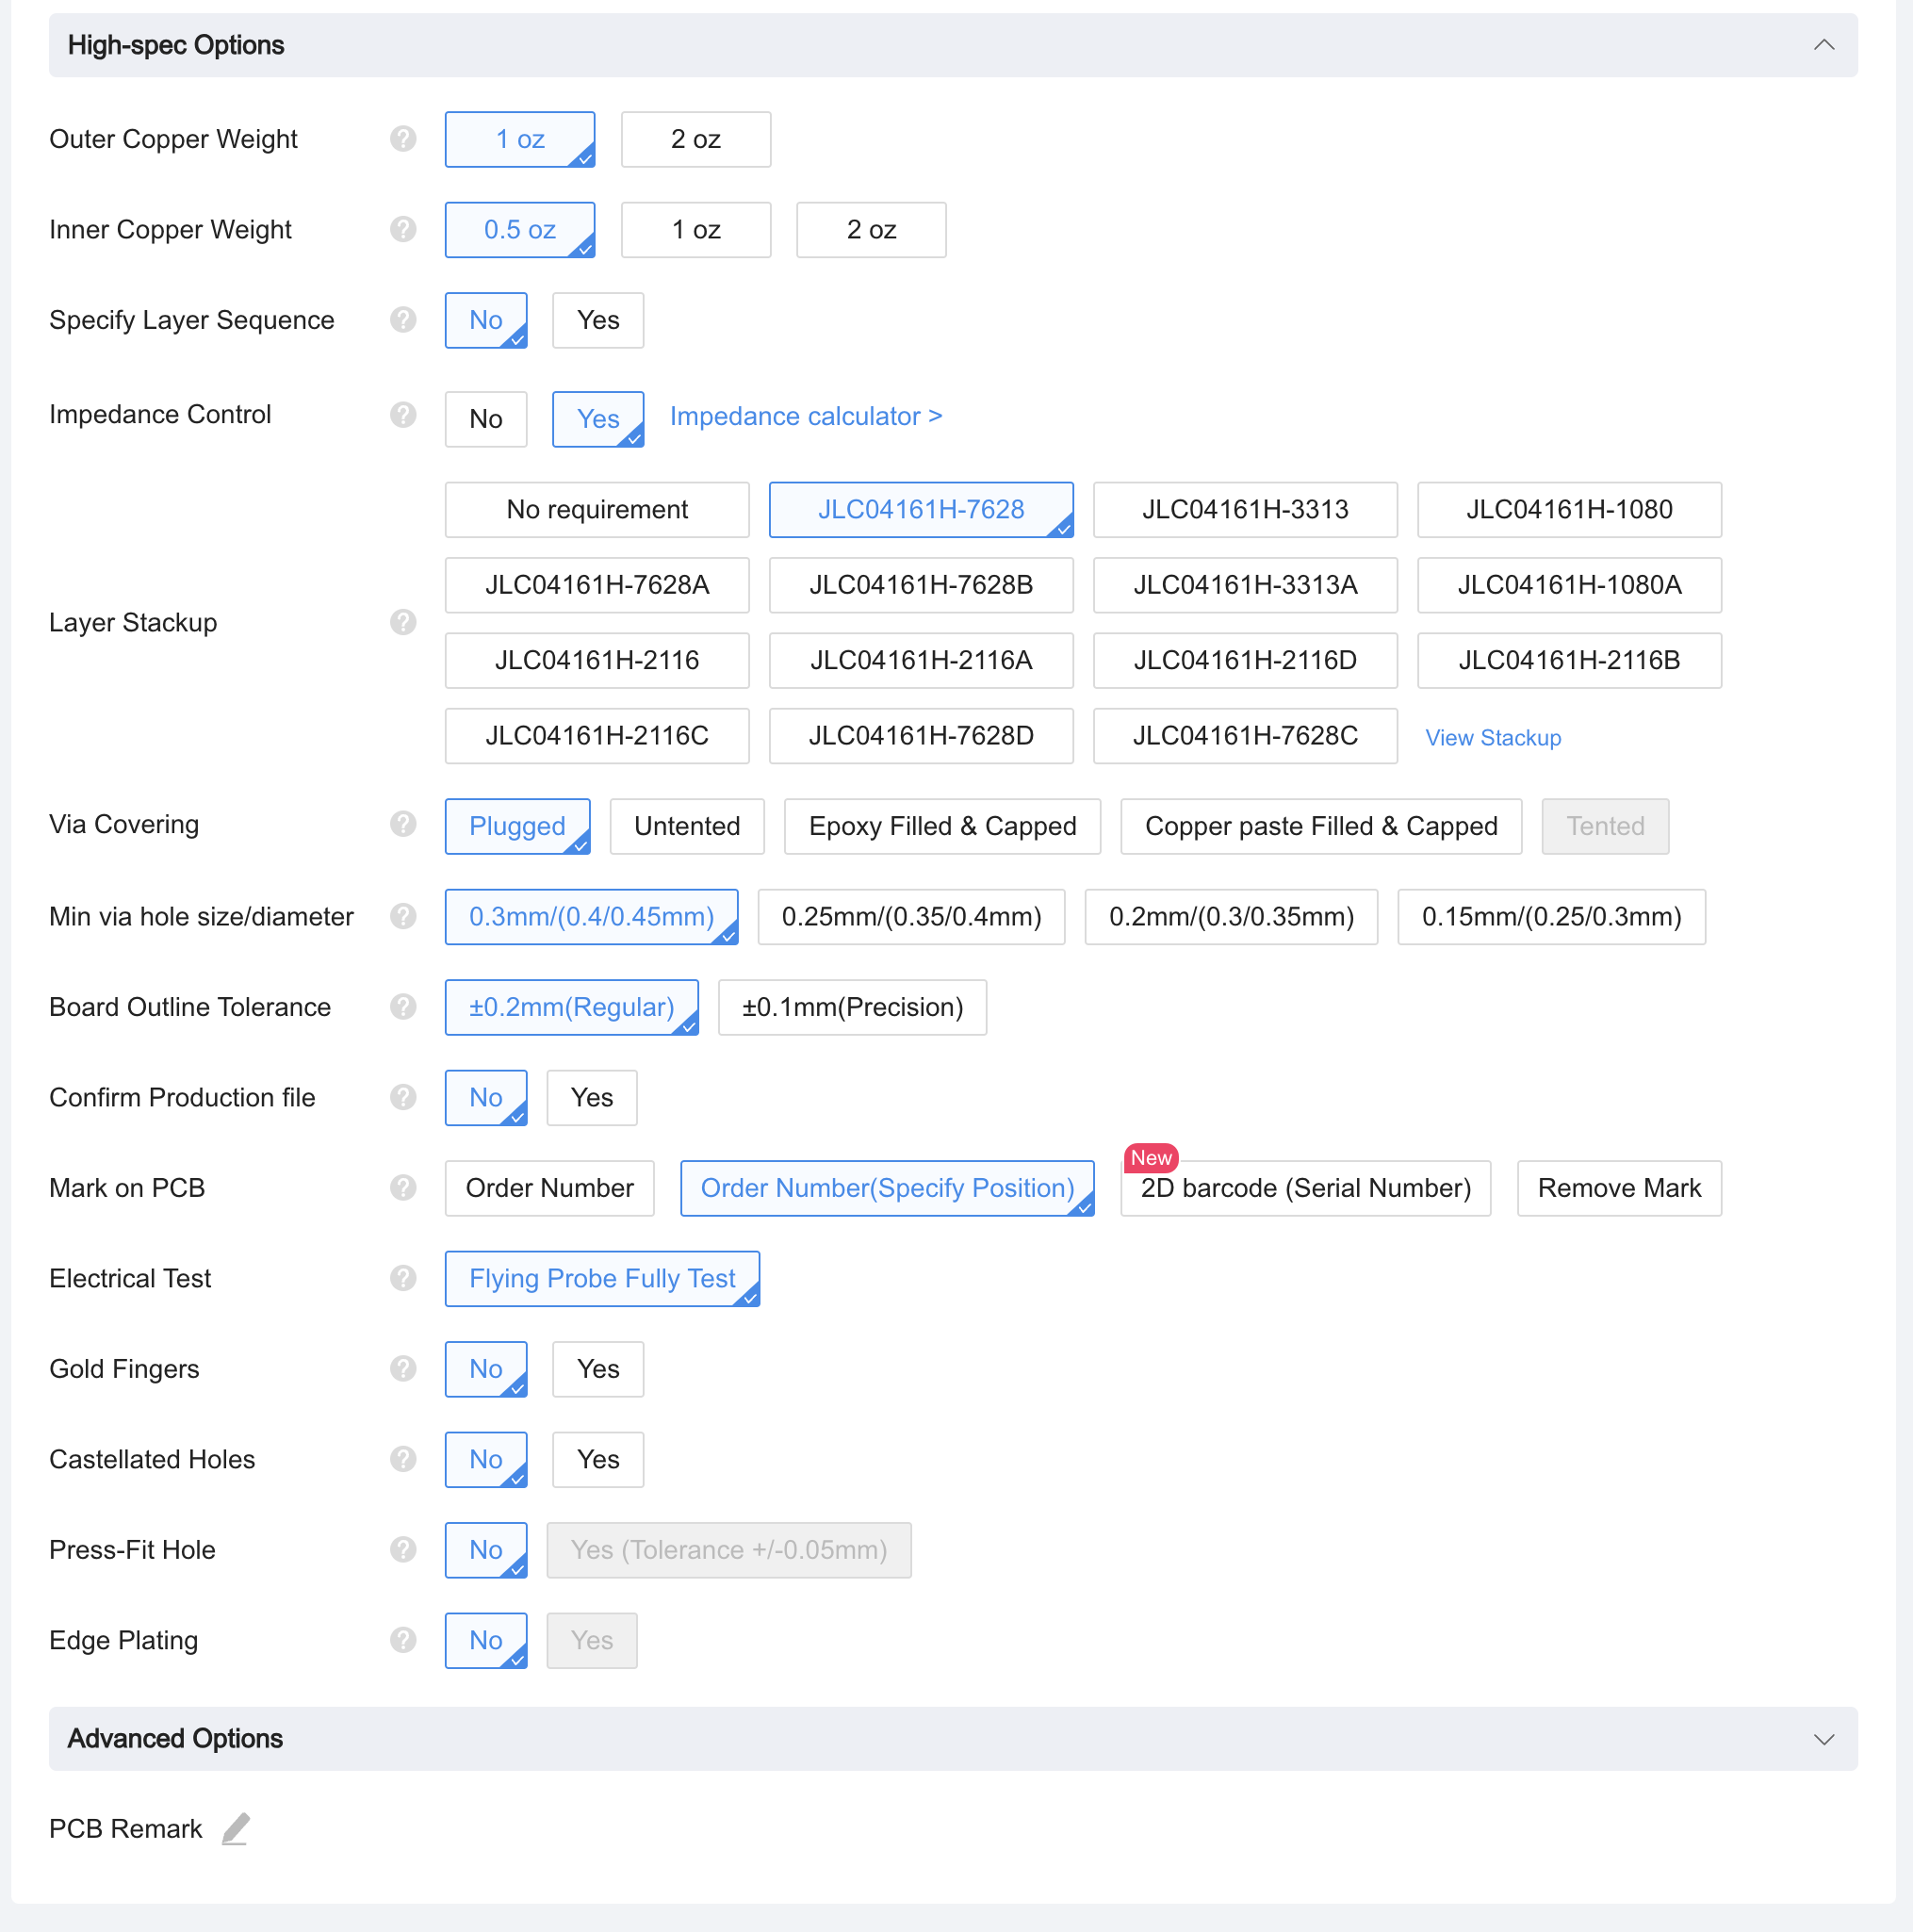 High-spec Options
Outer Copper Weight ? 1 oz 2 oz
Inner Copper Weight ? 0.5 oz 1 oz 2 oz
Specify Layer Sequence ? No Yes
Impedance Control ? No Yes Impedance calculator >
No requirement JLC04161H-7628 JLC04161H-3313 JLC04161H-1080
JLC04161H-7628A JLC04161H-7628B JLC04161H-3313A JLC04161H-1080A
Layer Stackup ?
JLC04161H-2116 JLC04161H-2116A JLC04161H-2116D JLC04161H-2116B
JLC04161H-2116C JLC04161H-7628D JLC04161H-7628C View Stackup
Via Covering ? Plugged Untented Epoxy Filled & Capped Copper paste Filled & Capped Tented
Min via hole size/diameter ? 0.3mm/(0.4/0.45mm) 0.25mm/(0.35/0.4mm) 0.2mm/(0.3/0.35mm) 0.15mm/(0.25/0.3mm)
Board Outline Tolerance ? ±0.2mm(Regular) ±0.1mm(Precision)
Confirm Production file ? No Yes
New
Mark on PCB ? Order Number Order Number(Specify Position) 2D barcode (Serial Number) Remove Mark
Electrical Test ? Flying Probe Fully Test
Gold Fingers ? No Yes
Castellated Holes ? No Yes
Press-Fit Hole ? No Yes (Tolerance +/-0.05mm)
Edge Plating ? No Yes
Advanced Options
PCB Remark